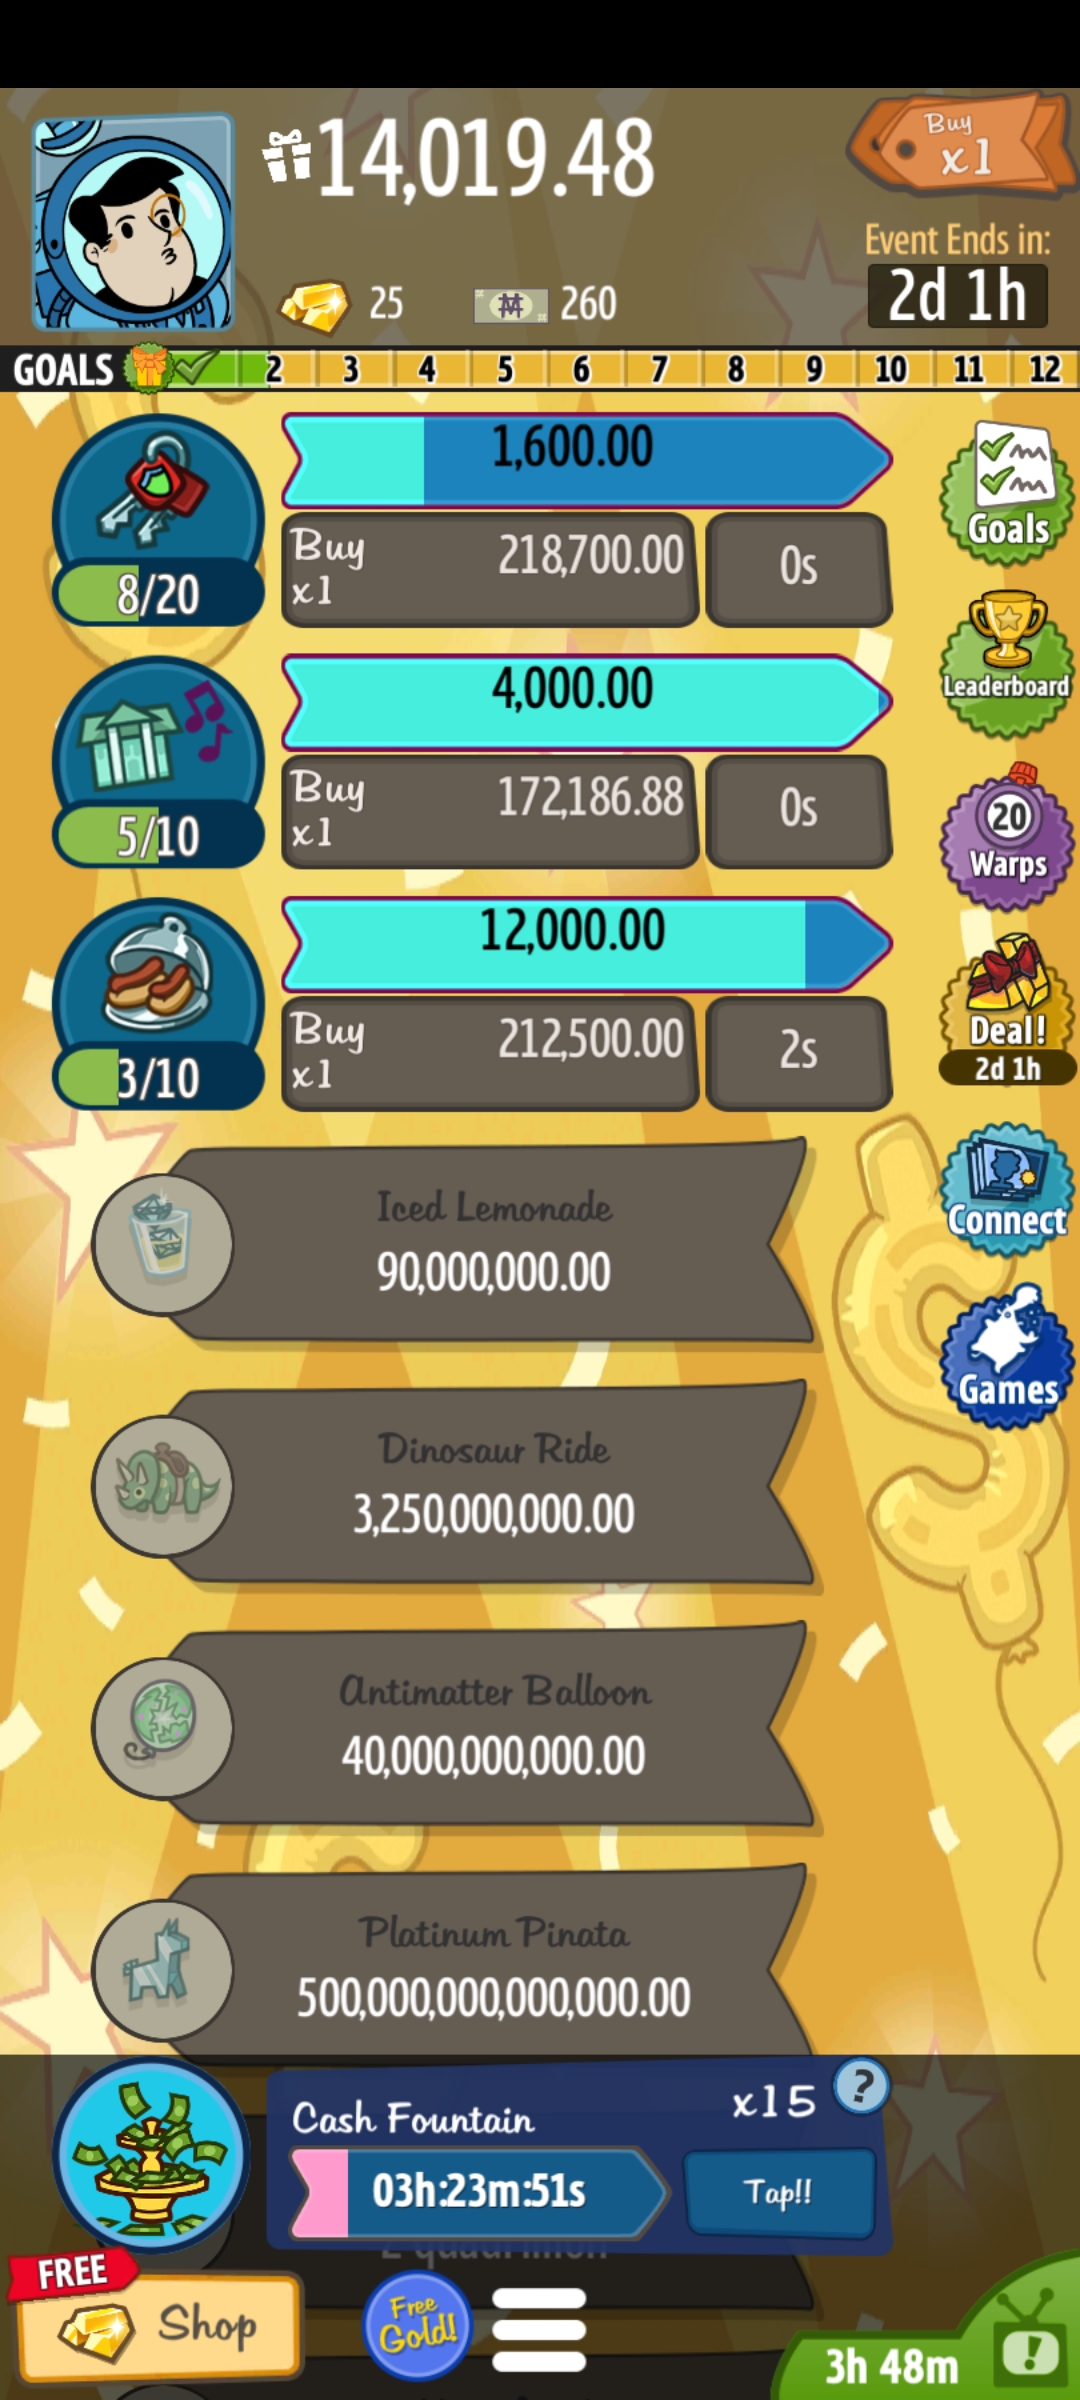 14,019.48
Buy
x1
Event Ends in:
2d 1h
25
260
GOALS 2 3 4 5 6 7 8 9 10 11 12
1,600.00
Buy
x1
218,700.00
0s
8/20
Goals
4,000.00
Leaderboard
Buy
x1
172,186.88
0s
5/10
20
Warps
12,000.00
Buy
x1
212,500.00
2s
3/10
Deal!
2d 1h
Iced Lemonade
90,000,000.00
Connect
Games
Dinosaur Ride
3,250,000,000.00
Antimatter Balloon
40,000,000,000.00
Platinum Pinata
500,000,000,000,000.00
Cash Fountain
x15
?
03h:23m:51s
Tap!!
FREE
Shop
Free
Gold!
3h 48m
!